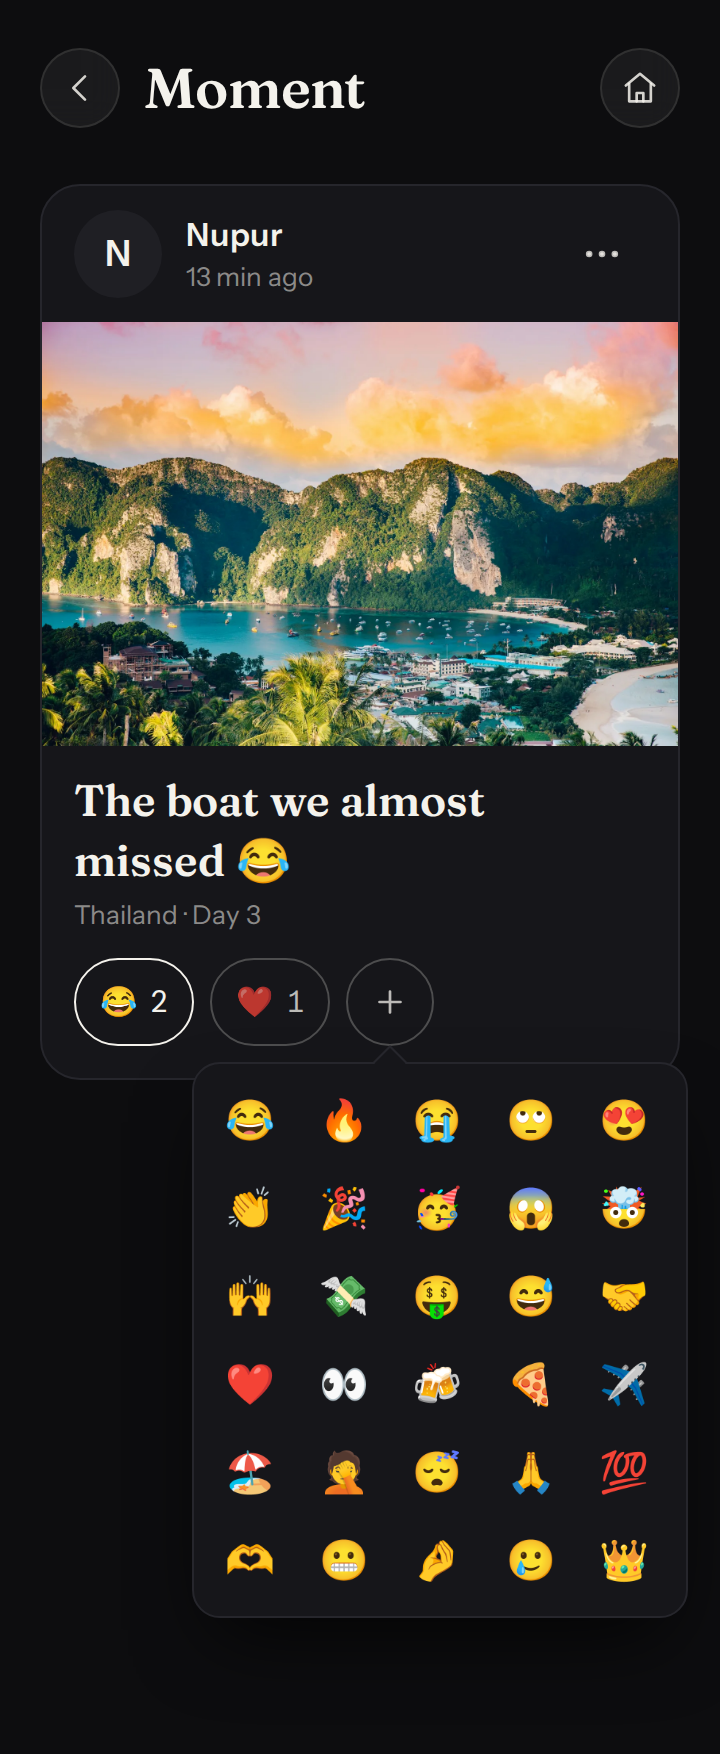 Moment
N
Nupur
13 min ago
The boat we almost
missed 😂
Thailand · Day 3
😂 2 ❤️ 1 +
😂 🔥 😭 🙄 😍
👏 🎉 🥳 😱 🤯
🙌 💸 🤑 😅 🤝
❤️ 👀 🍻 🍕 ✈️
🏖️ 🤦 😴 🙏 💯
🫶 😬 🤌 🥲 👑